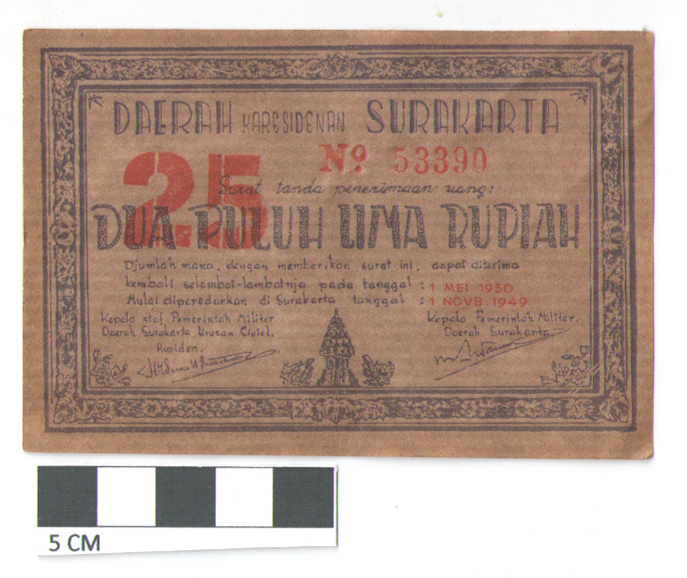 DAERAH KARESIDENAN SURAKARTA
25
No 53390
Surat tanda penerimaan uang:
DUA PULUH LIMA RUPIAH
Djumlah mana, dengan memberikan surat ini, dapat diterima
kembali selambat-lambatnja pada tanggal : 1 MEI 1950
Mulai diperedarkan di Surakarta tanggal : 1 NOVB. 1949
Kepala staf Pemerintah Militer
Daerah Surakarta Urusan Civiel.
Residen.
Kepala Pemerintah Militer.
Daerah Surakarta.
5 CM